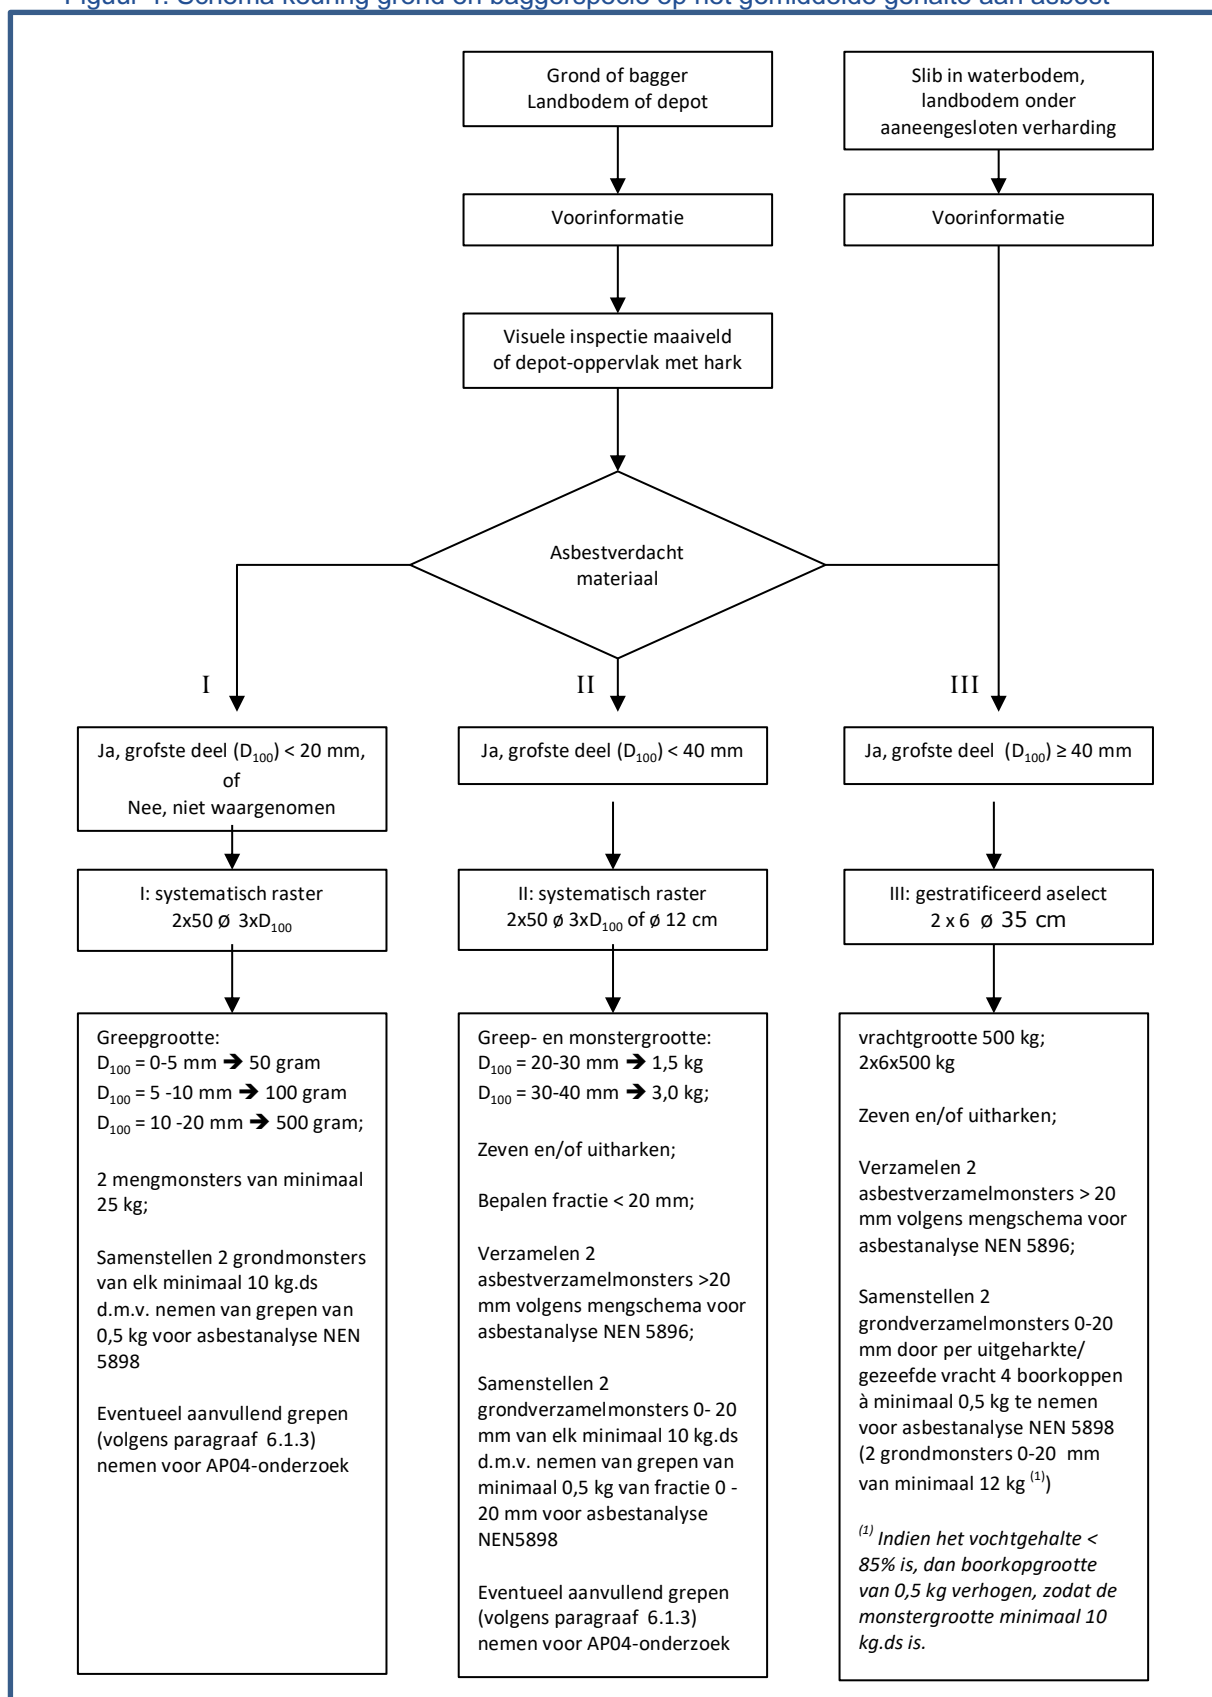 Figuur 1: Schema keuring grond en baggerspecie op het gemiddelde gehalte aan asbest
Grond of bagger
Landbodem of depot
Slib in waterbodem,
landbodem onder
aaneengesloten verharding
Voorinformatie
Voorinformatie
Visuele inspectie maaiveld
of depot-oppervlak met hark
Asbestverdacht
materiaal
I
II
III
Ja, grofste deel (D100) < 20 mm,
of
Nee, niet waargenomen
Ja, grofste deel (D100) < 40 mm
Ja, grofste deel (D100) ≥ 40 mm
I: systematisch raster
2x50 ø 3xD100
II: systematisch raster
2x50 ø 3xD100 of ø 12 cm
III: gestratificeerd aselect
2 x 6 ø 35 cm
Greepgrootte:
D100 = 0-5 mm ➔ 50 gram
D100 = 5 -10 mm ➔ 100 gram
D100 = 10 -20 mm ➔ 500 gram;
2 mengmonsters van minimaal
25 kg;
Samenstellen 2 grondmonsters
van elk minimaal 10 kg.ds
d.m.v. nemen van grepen van
0,5 kg voor asbestanalyse NEN
5898
Eventueel aanvullend grepen
(volgens paragraaf 6.1.3)
nemen voor AP04-onderzoek
Greep- en monstergrootte:
D100 = 20-30 mm ➔ 1,5 kg
D100 = 30-40 mm ➔ 3,0 kg;
Zeven en/of uitharken;
Bepalen fractie < 20 mm;
Verzamelen 2
asbestverzamelmonsters >20
mm volgens mengschema voor
asbestanalyse NEN 5896;
Samenstellen 2
grondverzamelmonsters 0- 20
mm van elk minimaal 10 kg.ds
d.m.v. nemen van grepen van
minimaal 0,5 kg van fractie 0 -
20 mm voor asbestanalyse
NEN5898
Eventueel aanvullend grepen
(volgens paragraaf 6.1.3)
nemen voor AP04-onderzoek
vrachtgrootte 500 kg;
2x6x500 kg
Zeven en/of uitharken;
Verzamelen 2
asbestverzamelmonsters > 20
mm volgens mengschema voor
asbestanalyse NEN 5896;
Samenstellen 2
grondverzamelmonsters 0-20
mm door per uitgeharkte/
gezeefde vracht 4 boorkoppen
à minimaal 0,5 kg te nemen
voor asbestanalyse NEN 5898
(2 grondmonsters 0-20 mm
van minimaal 12 kg (1))
(1) Indien het vochtgehalte <
85% is, dan boorkopgrootte
van 0,5 kg verhogen, zodat de
monstergrootte minimaal 10
kg.ds is.